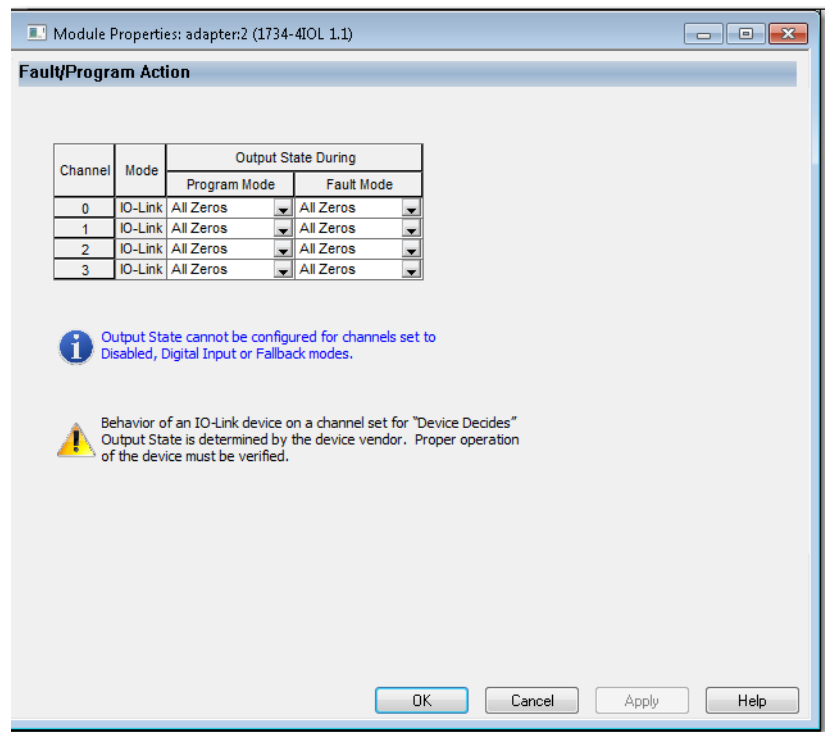 Module Properties: adapter:2 (1734-4IOL 1.1)
Fault/Program Action
Channel Mode Output State During
Program Mode Fault Mode
0 IO-Link All Zeros All Zeros
1 IO-Link All Zeros All Zeros
2 IO-Link All Zeros All Zeros
3 IO-Link All Zeros All Zeros
Output State cannot be configured for channels set to
Disabled, Digital Input or Fallback modes.
Behavior of an IO-Link device on a channel set for "Device Decides"
Output State is determined by the device vendor. Proper operation
of the device must be verified.
OK Cancel Apply Help